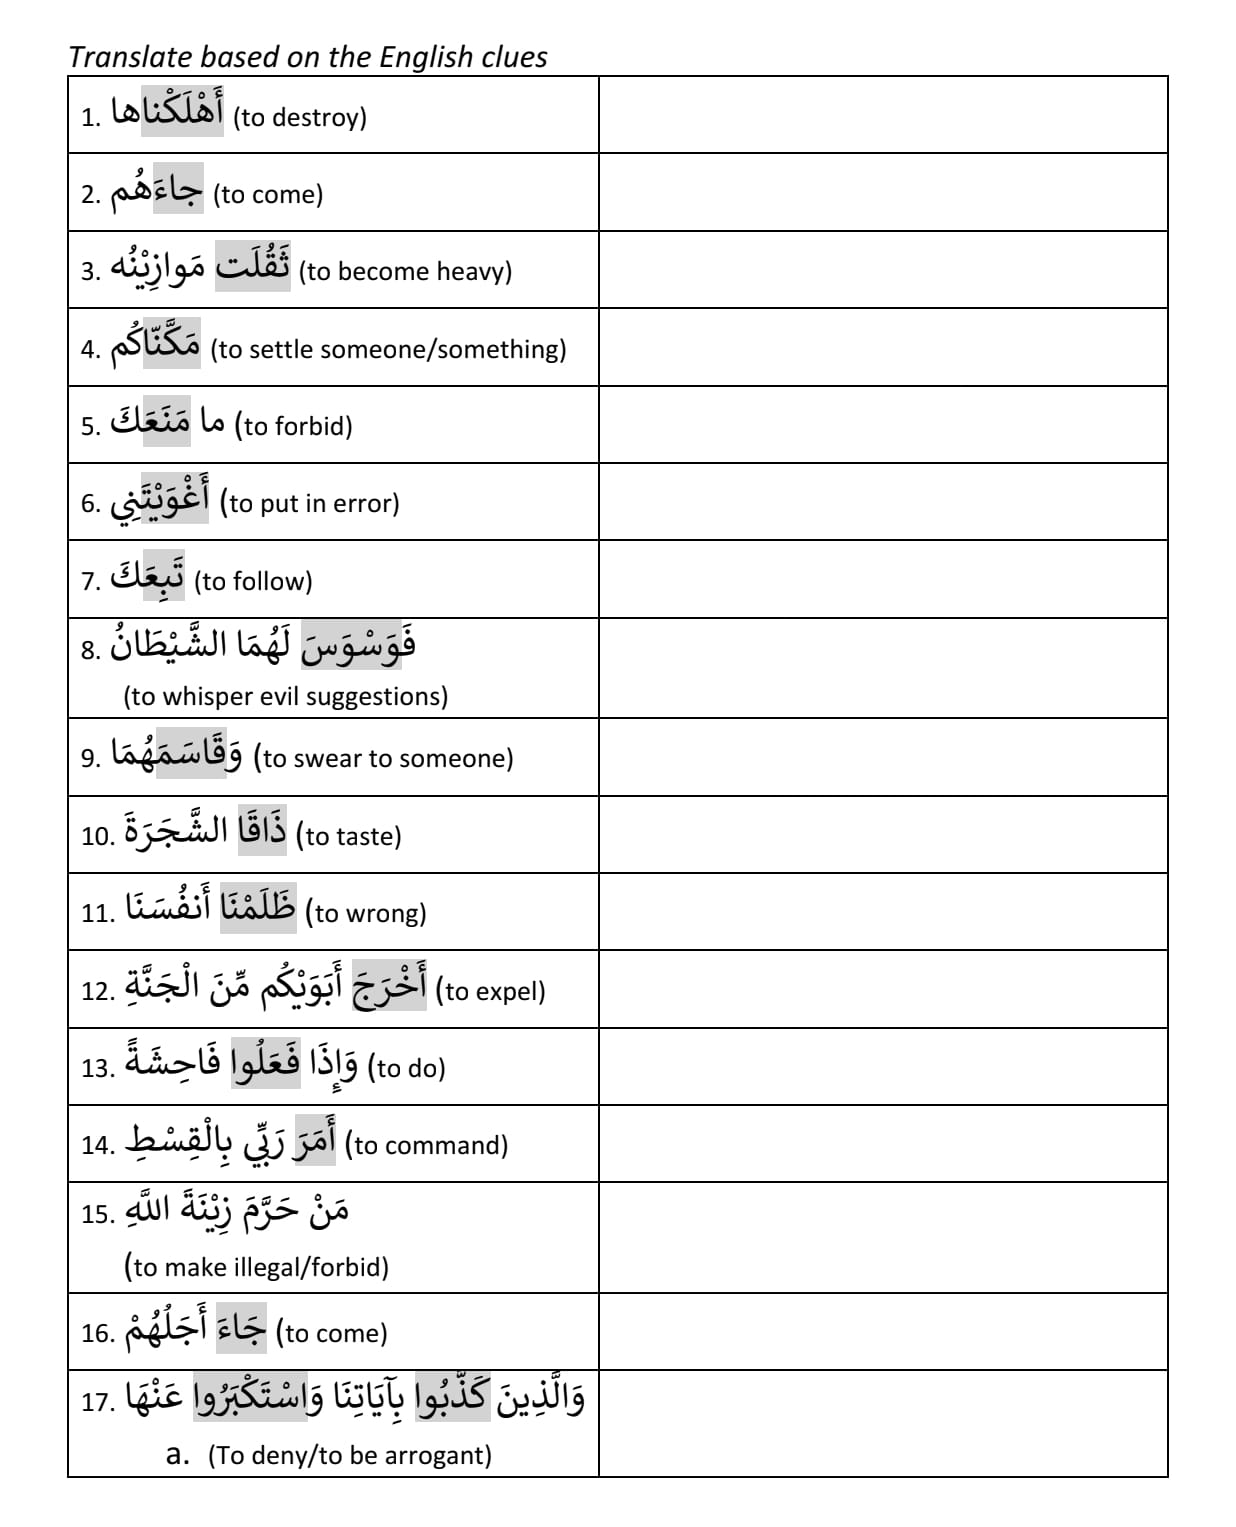 Translate based on the English clues
1. أَهْلَكْناها (to destroy)
2. جاءَهُم (to come)
3. ثَقُلَت مَوازِيْنُه (to become heavy)
4. مَكَّنّاكُم (to settle someone/something)
5. ما مَنَعَكَ (to forbid)
6. أَغْوَيْتَنِي (to put in error)
7. تَبِعَكَ (to follow)
8. فَوَسْوَسَ لَهُمَا الشَّيْطَانُ
(to whisper evil suggestions)
9. وَقَاسَمَهُمَا (to swear to someone)
10. ذَاقَا الشَّجَرَةَ (to taste)
11. ظَلَمْنَا أَنفُسَنَا (to wrong)
12. أَخْرَجَ أَبَوَيْكُم مِّنَ الْجَنَّةِ (to expel)
13. وَإِذَا فَعَلُوا فَاحِشَةً (to do)
14. أَمَرَ رَبِّي بِالْقِسْطِ (to command)
15. مَنْ حَرَّمَ زِيْنَةَ اللَّهِ
(to make illegal/forbid)
16. جَاءَ أَجَلُهُمْ (to come)
17. وَالَّذِينَ كَذَّبُوا بِآيَاتِنَا وَاسْتَكْبَرُوا عَنْهَا
a. (To deny/to be arrogant)